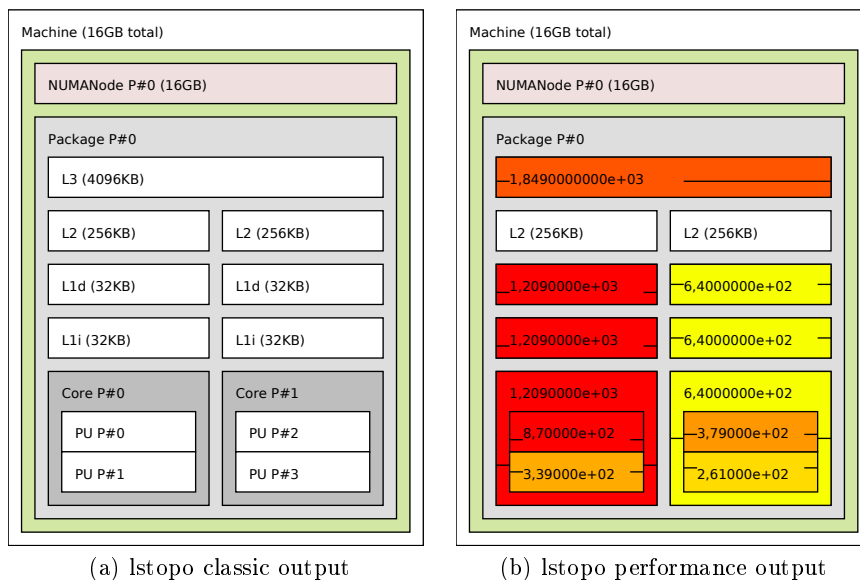 Machine (16GB total)
NUMANode P#0 (16GB)
Package P#0
L3 (4096KB)
L2 (256KB) L2 (256KB)
L1d (32KB) L1d (32KB)
L1i (32KB) L1i (32KB)
Core P#0 Core P#1
PU P#0 PU P#2
PU P#1 PU P#3
(a) lstopo classic output
Machine (16GB total)
NUMANode P#0 (16GB)
Package P#0
1,8490000000e+03
L2 (256KB) L2 (256KB)
1,2090000e+03 6,4000000e+02
1,2090000e+03 6,4000000e+02
1,2090000e+03 6,4000000e+02
8,70000e+02 3,79000e+02
3,39000e+02 2,61000e+02
(b) lstopo performance output